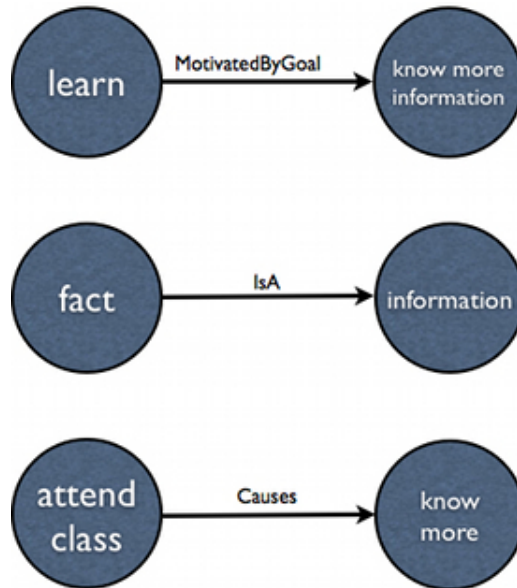 learn
MotivatedByGoal
know more
information
fact
IsA
information
attend
class
Causes
know
more